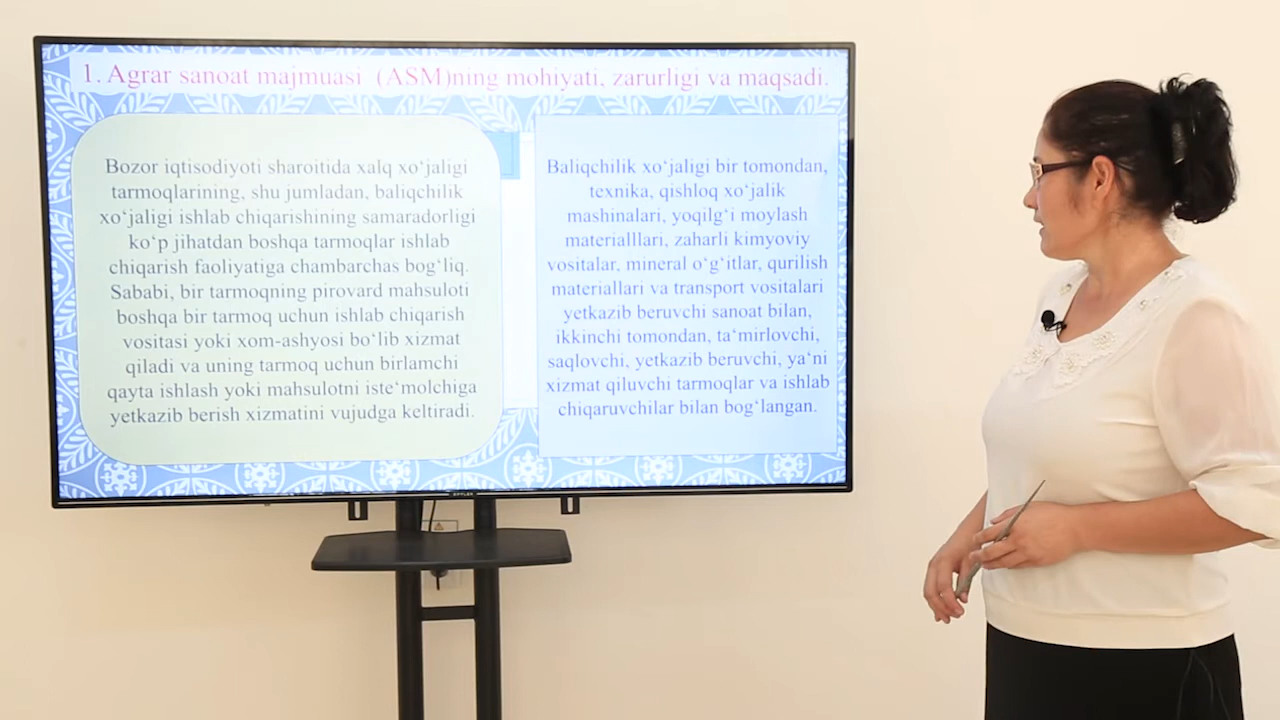 1. Agrar sanoat majmuasi (ASM)ning mohiyati, zarurligi va maqsadi.
Bozor iqtisodiyoti sharoitida xalq xo‘jaligi
tarmoqlarining, shu jumladan, baliqchilik
xo‘jaligi ishlab chiqarishining samaradorligi
ko‘p jihatdan boshqa tarmoqlar ishlab
chiqarish faoliyatiga chambarchas bog‘liq.
Sababi, bir tarmoqning pirovard mahsuloti
boshqa bir tarmoq uchun ishlab chiqarish
vositasi yoki xom-ashyosi bo‘lib xizmat
qiladi va uning tarmoq uchun birlamchi
qayta ishlash yoki mahsulotni iste‘molchiga
yetkazib berish xizmatini vujudga keltiradi.
Baliqchilik xo‘jaligi bir tomondan,
texnika, qishloq xo‘jalik
mashinalari, yoqilg‘i moylash
materialllari, zaharli kimyoviy
vositalar, mineral o‘g‘itlar, qurilish
materiallari va transport vositalari
yetkazib beruvchi sanoat bilan,
ikkinchi tomondan, ta‘mirlovchi,
saqlovchi, yetkazib beruvchi, ya‘ni
xizmat qiluvchi tarmoqlar va ishlab
chiqaruvchilar bilan bog‘langan.